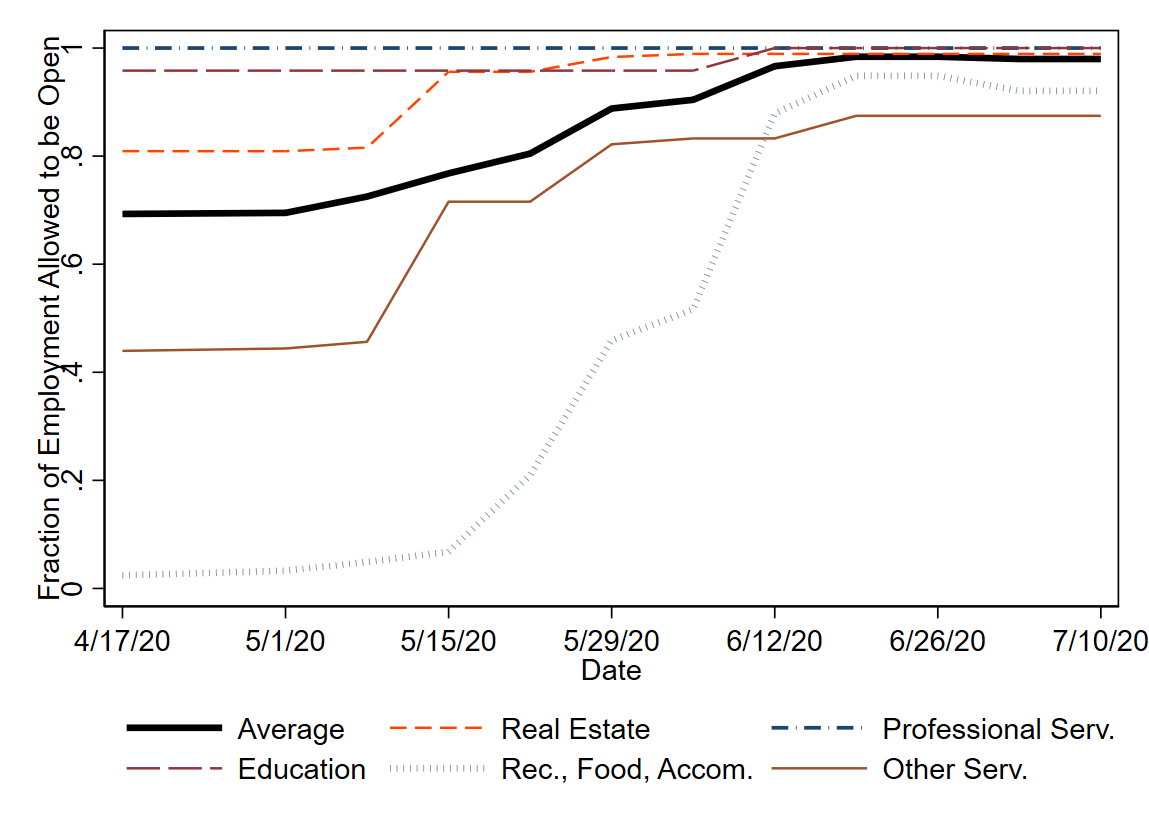 Fraction of Employment Allowed to be Open
1
.8
.6
.4
.2
0
4/17/20 5/1/20 5/15/20 5/29/20 6/12/20 6/26/20 7/10/20
Date
Average Real Estate Professional Serv.
Education Rec., Food, Accom. Other Serv.